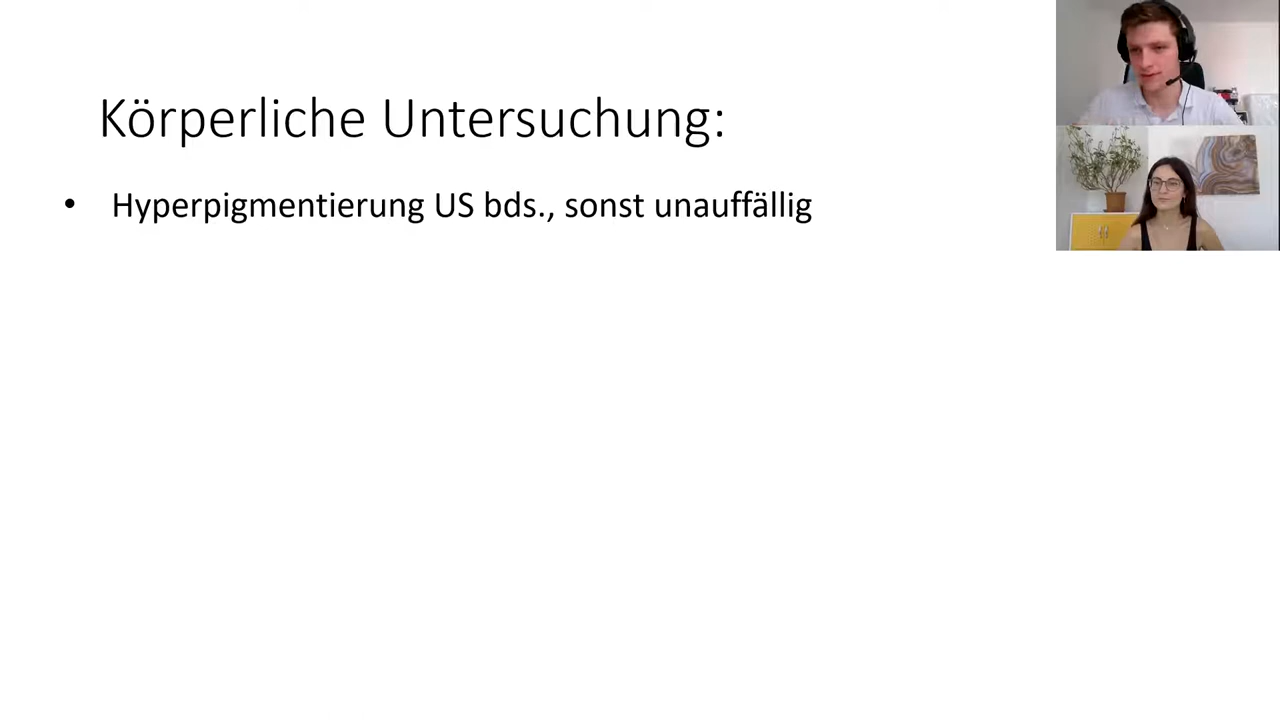 Körperliche Untersuchung:
• Hyperpigmentierung US bds., sonst unauffällig